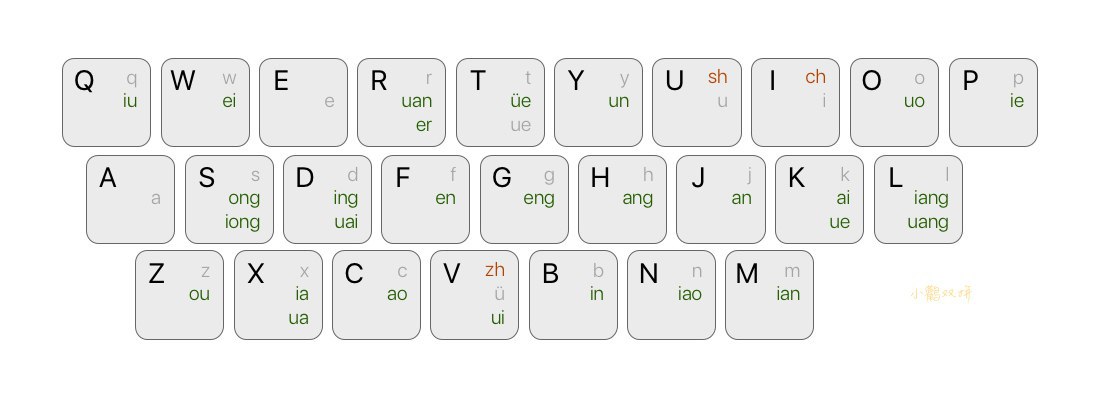 Q q W w E e R r T t Y y U sh I ch O o P p
iu ei uan üe un u i uo ie
er ue
A a S s D d F f G g H h J j K k L l
ong ing en eng ang an ai iang
iong uai ue uang
Z z X x C c V zh B b N n M m
ou ia ao ü in iao ian
ua ui
小鶴双拼